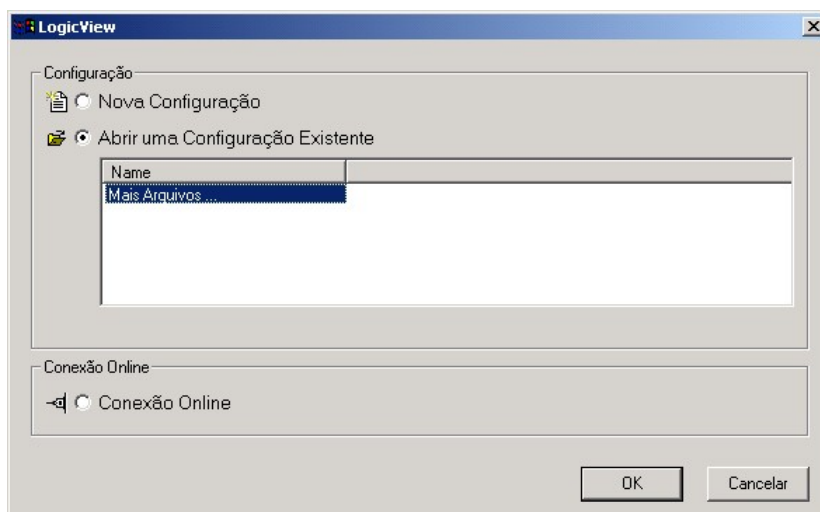 LogicView
Configuração
Nova Configuração
Abrir uma Configuração Existente
Name
Mais Arquivos ...
Conexão Online
Conexão Online
OK Cancelar